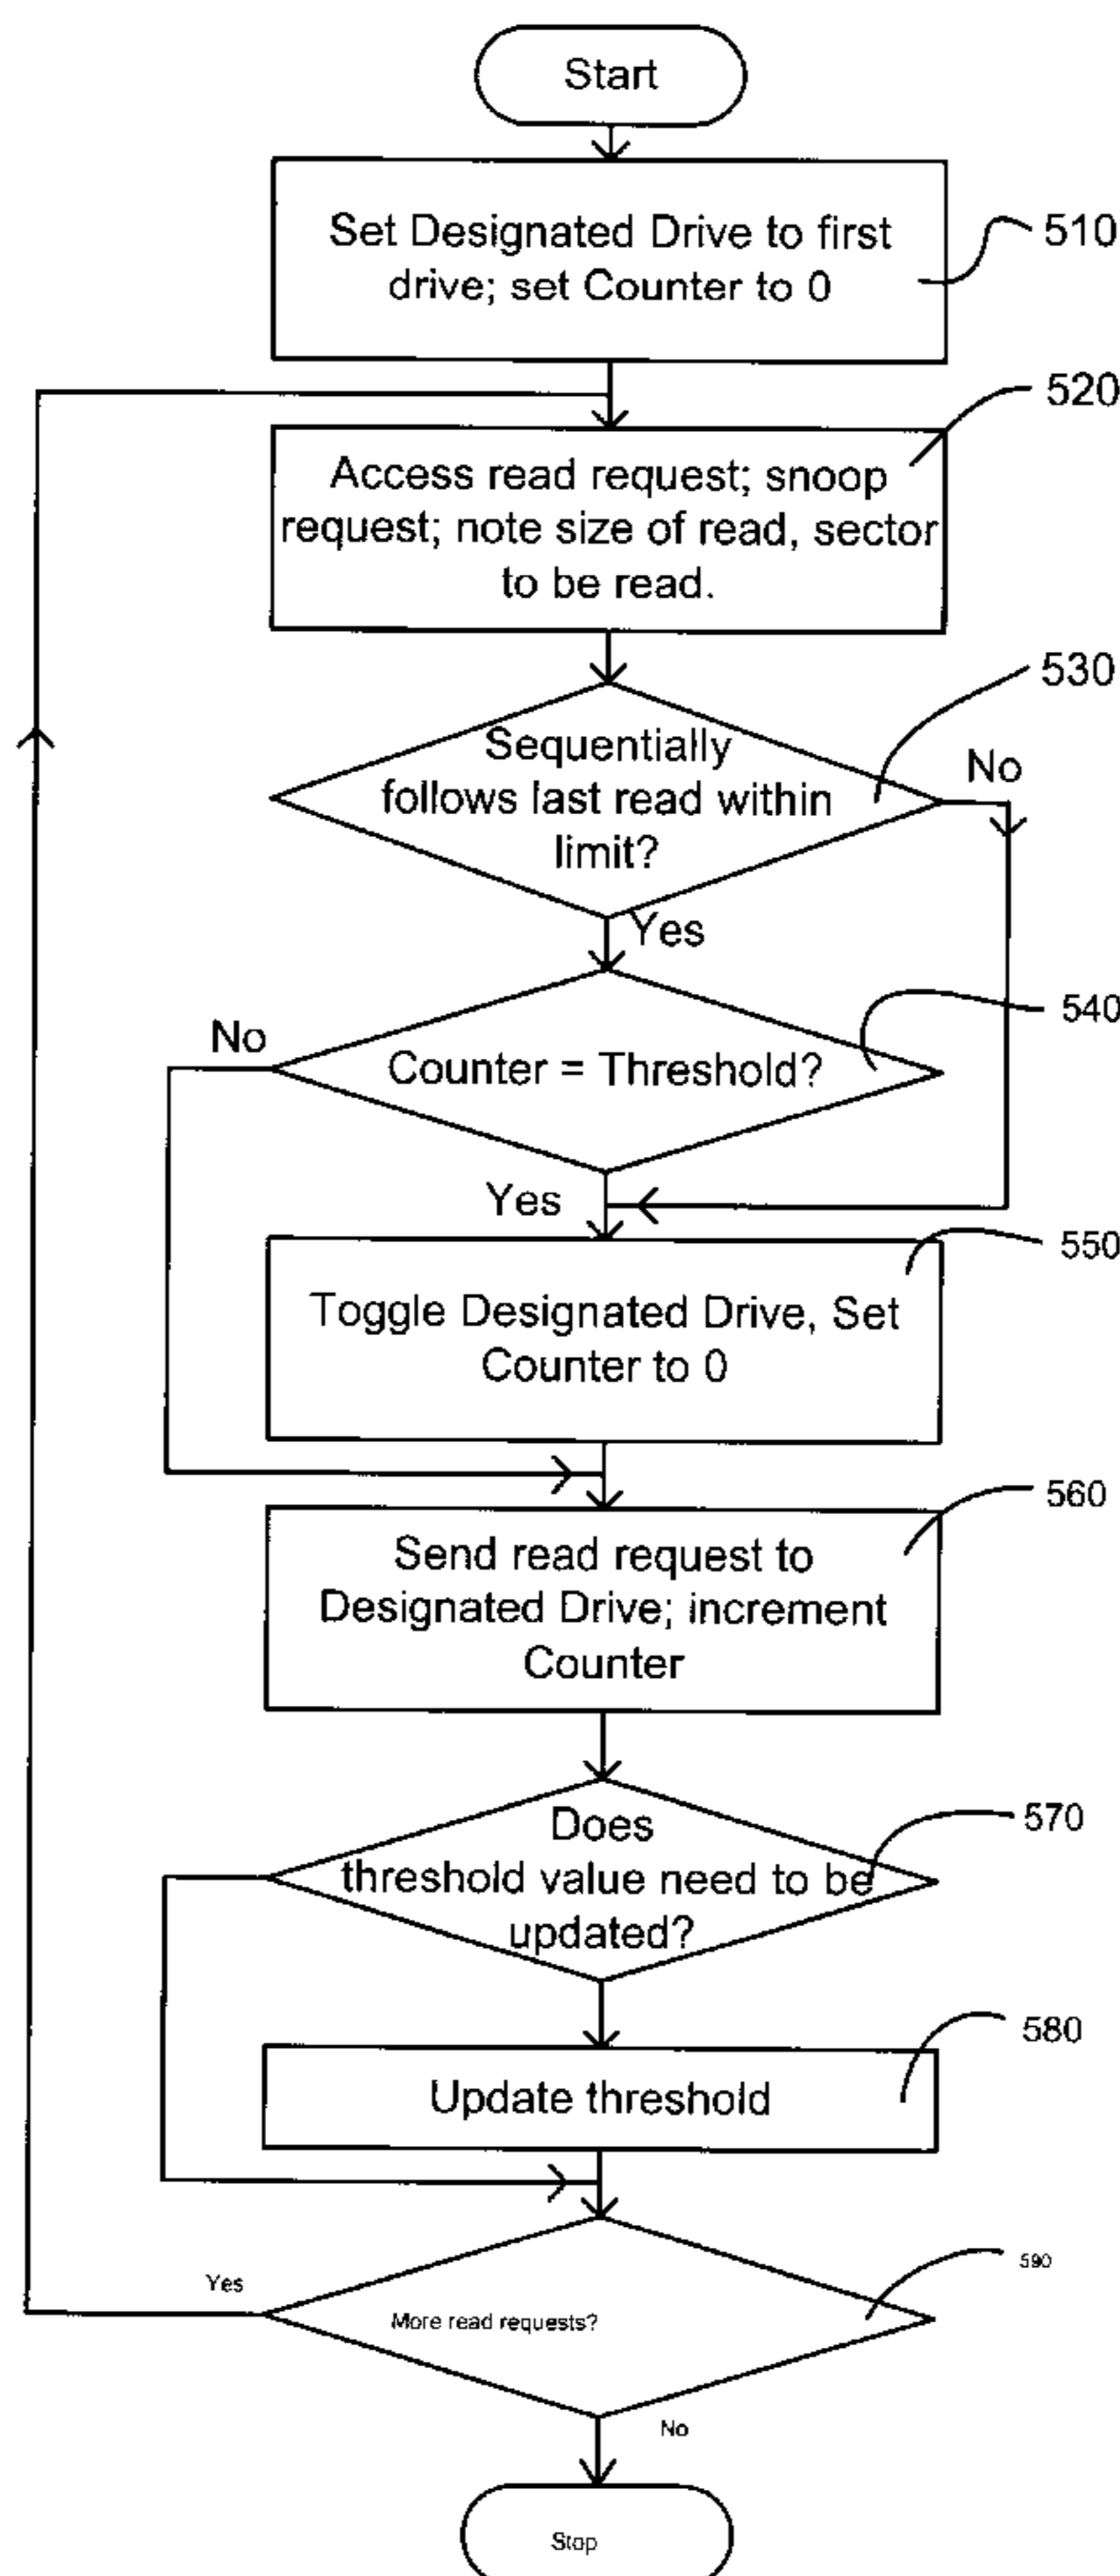 Start
Set Designated Drive to first
drive; set Counter to 0
510
520
Access read request; snoop
request; note size of read, sector
to be read.
530
Sequentially
follows last read within
limit?
No
Yes
540
No
Counter = Threshold?
Yes
550
Toggle Designated Drive, Set
Counter to 0
560
Send read request to
Designated Drive; increment
Counter
570
Does
threshold value need to be
updated?
580
Update threshold
590
Yes
More read requests?
No
Stop